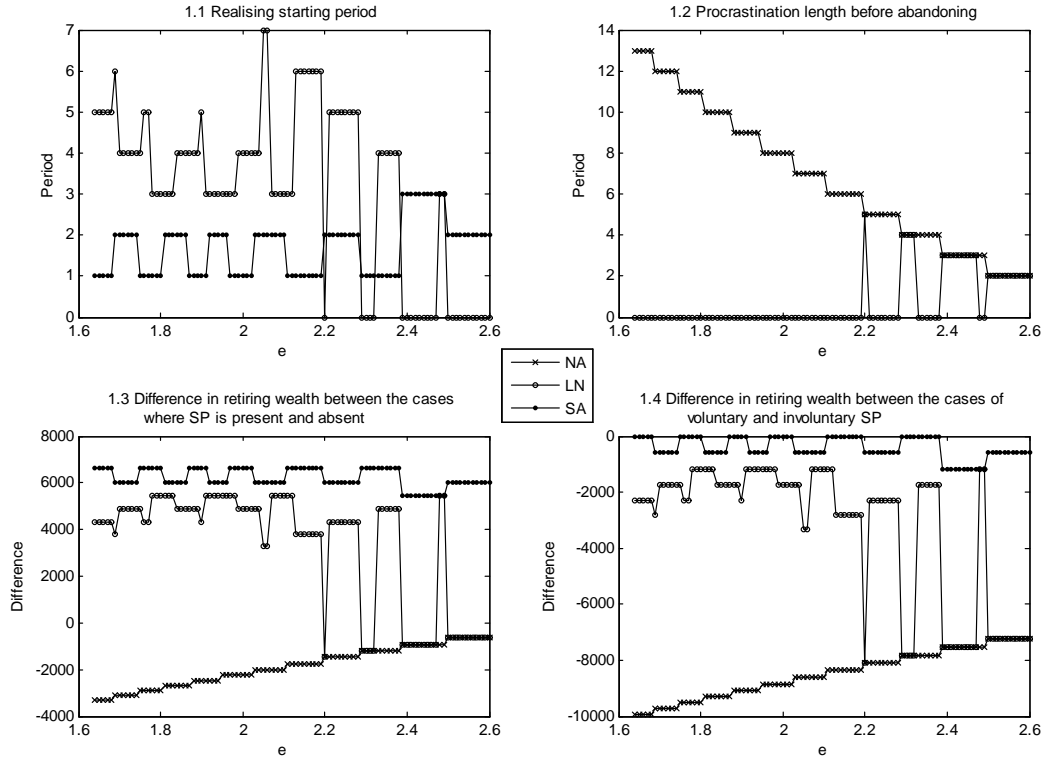 1.1 Realising starting period
7
6
5
4
3
2
1
0
Period
1.6 1.8 2 2.2 2.4 2.6
e
1.2 Procrastination length before abandoning
14
12
10
8
6
4
2
0
Period
1.6 1.8 2 2.2 2.4 2.6
e
NA
LN
SA
1.3 Difference in retiring wealth between the cases
where SP is present and absent
8000
6000
4000
2000
0
-2000
-4000
Difference
1.6 1.8 2 2.2 2.4 2.6
e
1.4 Difference in retiring wealth between the cases of
voluntary and involuntary SP
0
-2000
-4000
-6000
-8000
-10000
Difference
1.6 1.8 2 2.2 2.4 2.6
e